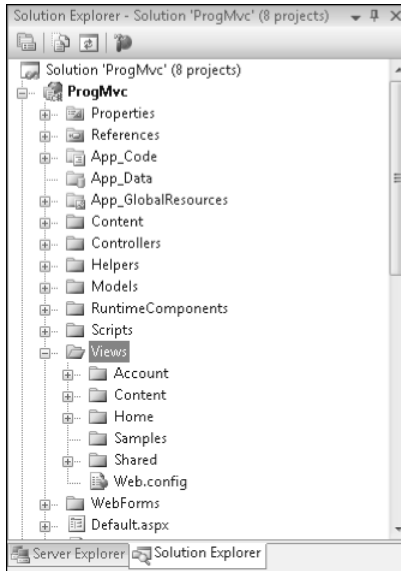 Solution Explorer - Solution 'ProgMvc' (8 projects)
Solution 'ProgMvc' (8 projects)
ProgMvc
Properties
References
App_Code
App_Data
App_GlobalResources
Content
Controllers
Helpers
Models
RuntimeComponents
Scripts
Views
Account
Content
Home
Samples
Shared
Web.config
WebForms
Default.aspx
Server Explorer Solution Explorer